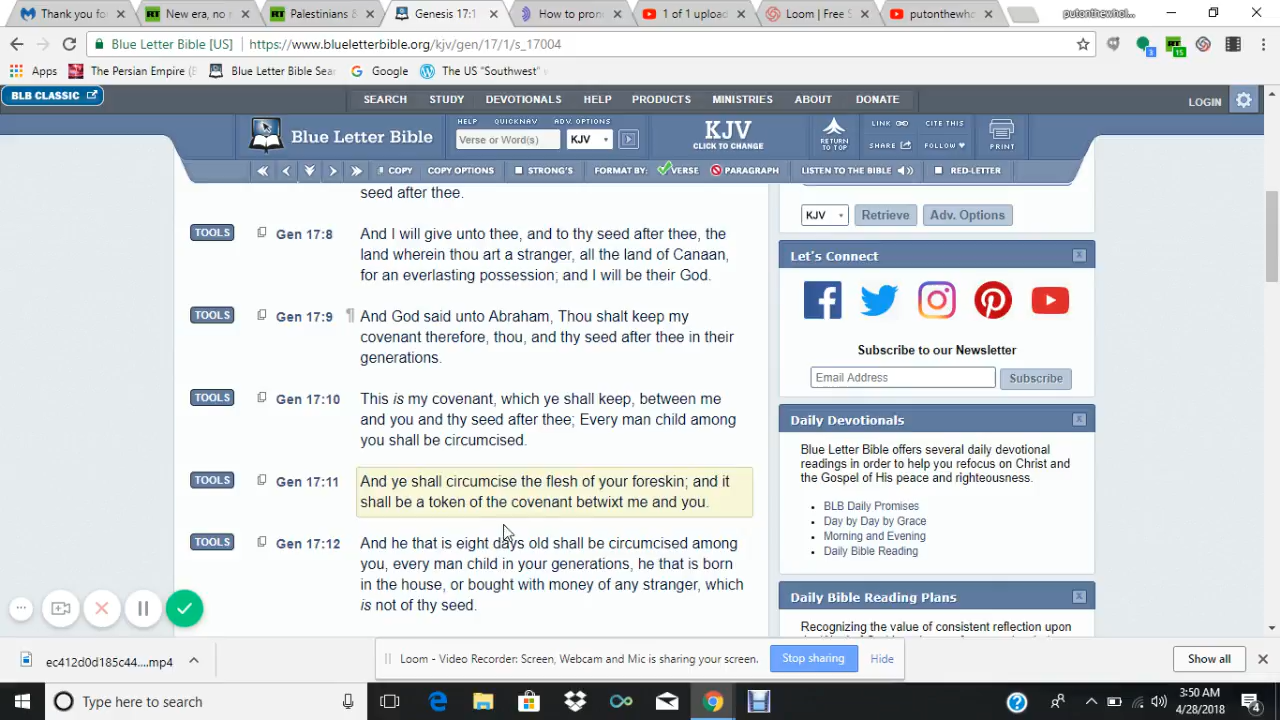 Thank you fo
New era, no r
Palestinians &
Genesis 17:1
How to pron
1 of 1 upload
Loom | Free S
putonthewh
putonthewhol...
Blue Letter Bible [US]
https://www.blueletterbible.org/kjv/gen/17/1/s_17004
3
15
Apps
The Persian Empire (E
Blue Letter Bible Sea
Google
The US "Southwest"
BLB CLASSIC
SEARCH
STUDY
DEVOTIONALS
HELP
PRODUCTS
MINISTRIES
ABOUT
DONATE
LOGIN
Blue Letter Bible
HELP
QUICKNAV
ADV. OPTIONS
Verse or Word(s)
KJV
KJV
CLICK TO CHANGE
RETURN
TO TOP
LINK
CITE THIS
SHARE
FOLLOW
PRINT
COPY
COPY OPTIONS
STRONG'S
FORMAT BY:
VERSE
PARAGRAPH
LISTEN TO THE BIBLE
RED-LETTER
seed after thee.
TOOLS
Gen 17:8
And I will give unto thee, and to thy seed after thee, the
land wherein thou art a stranger, all the land of Canaan,
for an everlasting possession; and I will be their God.
TOOLS
Gen 17:9
¶ And God said unto Abraham, Thou shalt keep my
covenant therefore, thou, and thy seed after thee in their
generations.
TOOLS
Gen 17:10
This is my covenant, which ye shall keep, between me
and you and thy seed after thee; Every man child among
you shall be circumcised.
TOOLS
Gen 17:11
And ye shall circumcise the flesh of your foreskin; and it
shall be a token of the covenant betwixt me and you.
TOOLS
Gen 17:12
And he that is eight days old shall be circumcised among
you, every man child in your generations, he that is born
in the house, or bought with money of any stranger, which
is not of thy seed.
KJV
Retrieve
Adv. Options
Let's Connect
Subscribe to our Newsletter
Email Address
Subscribe
Daily Devotionals
Blue Letter Bible offers several daily devotional
readings in order to help you refocus on Christ and
the Gospel of His peace and righteousness.
BLB Daily Promises
Day by Day by Grace
Morning and Evening
Daily Bible Reading
Daily Bible Reading Plans
Recognizing the value of consistent reflection upon
ec412d0d185c44....mp4
Loom - Video Recorder: Screen, Webcam and Mic is sharing your screen.
Stop sharing
Hide
Show all
Type here to search
3:50 AM
4/28/2018
4